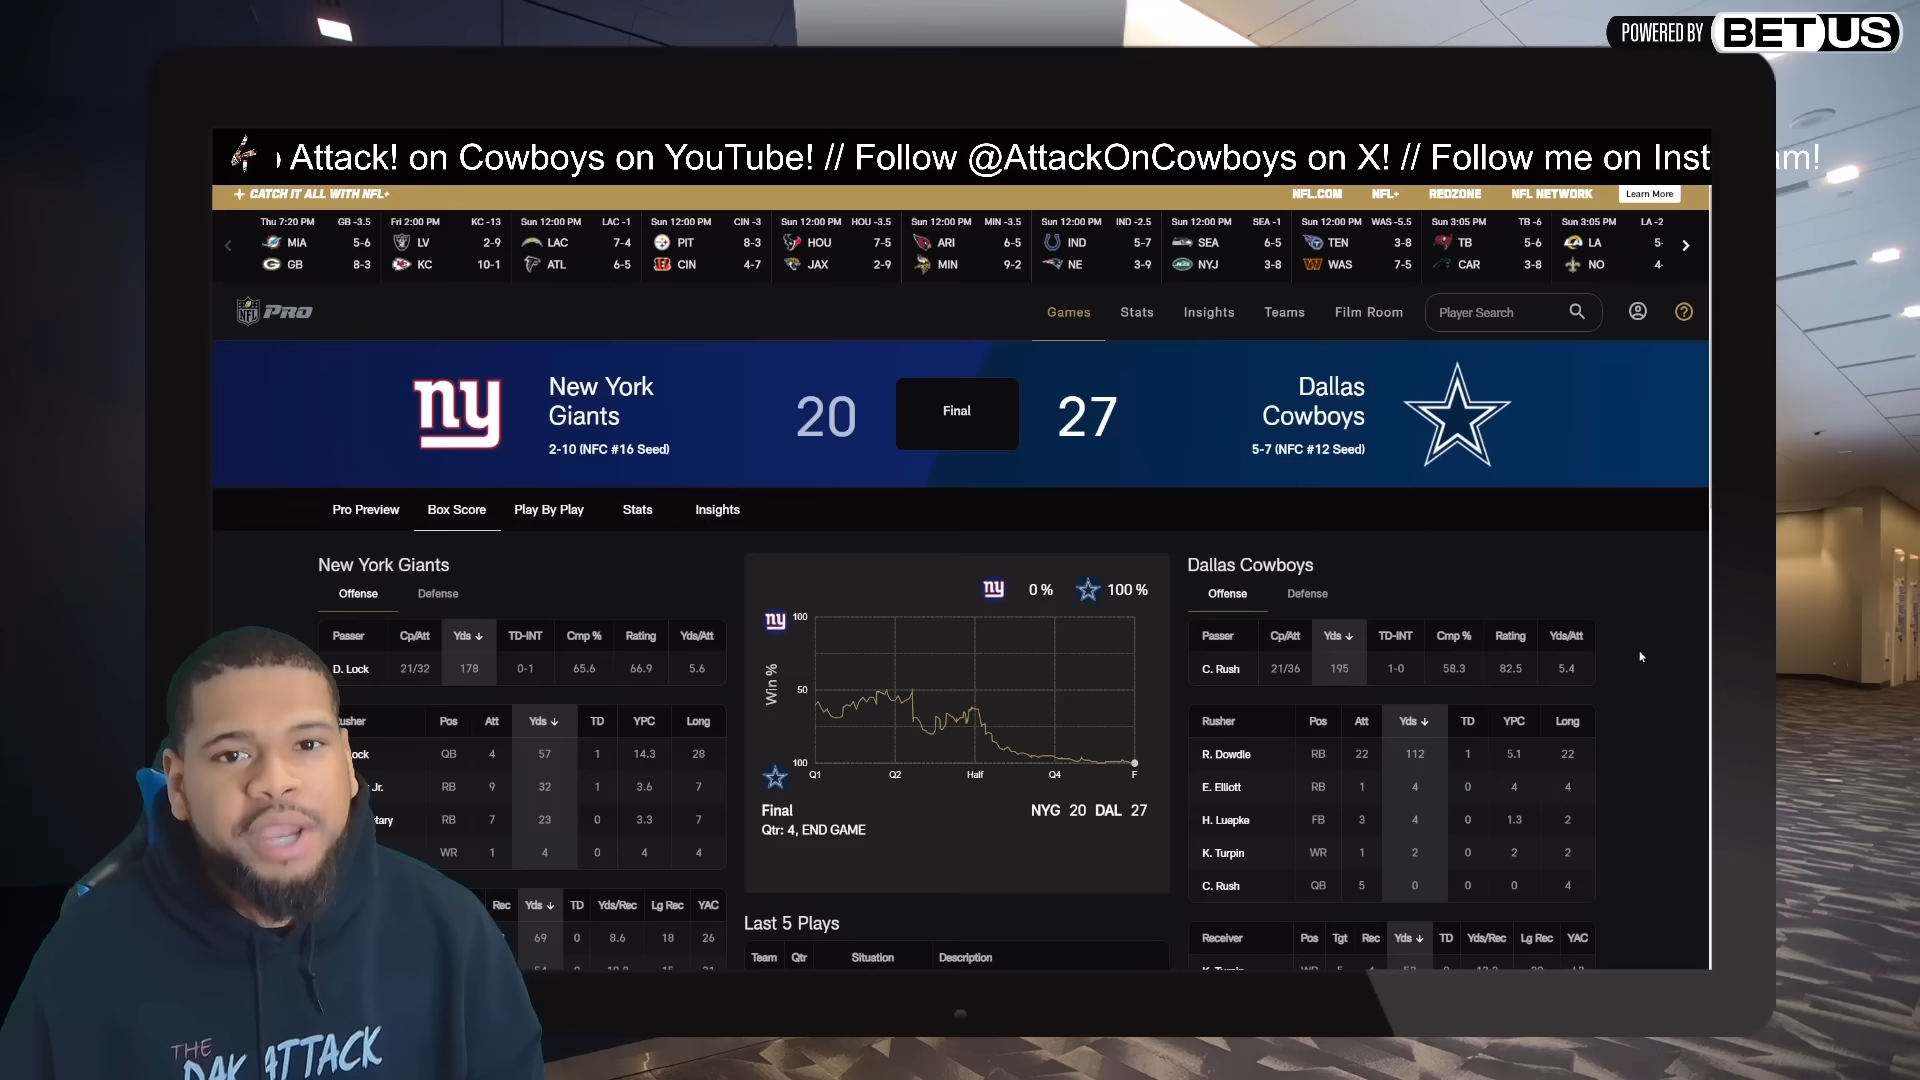 POWERED BY BET US
Attack! on Cowboys on YouTube! // Follow @AttackOnCowboys on X! // Follow me on Inst am!
+ CATCH IT ALL WITH NFL+ NFL.COM NFL+ REDZONE NFL NETWORK Learn More
Thu 7:20 PM GB -3.5 Fri 2:00 PM KC -13 Sun 12:00 PM LAC -1 Sun 12:00 PM CIN -3 Sun 12:00 PM HOU -3.5 Sun 12:00 PM MIN -3.5 Sun 12:00 PM IND -2.5 Sun 12:00 PM SEA -1 Sun 12:00 PM WAS -5.5 Sun 3:05 PM TB -6 Sun 3:05 PM LA -2
MIA 5-6 LV 2-9 LAC 7-4 PIT 8-3 HOU 7-5 ARI 6-5 IND 5-7 SEA 6-5 TEN 3-8 TB 5-6 LA 5-
GB 8-3 KC 10-1 ATL 6-5 CIN 4-7 JAX 2-9 MIN 9-2 NE 3-9 NYJ 3-8 WAS 7-5 CAR 3-8 NO 4-
NFL PRO Games Stats Insights Teams Film Room Player Search
ny New York Giants 20 Final 27 Dallas Cowboys
2-10 (NFC #16 Seed) 5-7 (NFC #12 Seed)
Pro Preview Box Score Play By Play Stats Insights
New York Giants
Offense Defense
Passer Cp/Att Yds TD-INT Cmp % Rating Yds/Att
D. Lock 21/32 178 0-1 65.6 66.9 5.6
usher Pos Att Yds TD YPC Long
ock QB 4 57 1 14.3 28
Jr. RB 9 32 1 3.6 7
tary RB 7 23 0 3.3 7
WR 1 4 0 4 4
Rec Yds TD Yds/Rec Lg Rec YAC
69 0 8.6 18 26
ny 0 % 100 %
ny 100
Win %
50
100
Q1 Q2 Half Q4 F
Final NYG 20 DAL 27
Qtr: 4, END GAME
Last 5 Plays
Team Qtr Situation Description
Dallas Cowboys
Offense Defense
Passer Cp/Att Yds TD-INT Cmp % Rating Yds/Att
C. Rush 21/36 195 1-0 58.3 82.5 5.4
Rusher Pos Att Yds TD YPC Long
R. Dowdle RB 22 112 1 5.1 22
E. Elliott RB 1 4 0 4 4
H. Luepke FB 3 4 0 1.3 2
K. Turpin WR 1 2 0 2 2
C. Rush QB 5 0 0 0 4
Receiver Pos Tgt Rec Yds TD Yds/Rec Lg Rec YAC
THE
DAK ATTACK